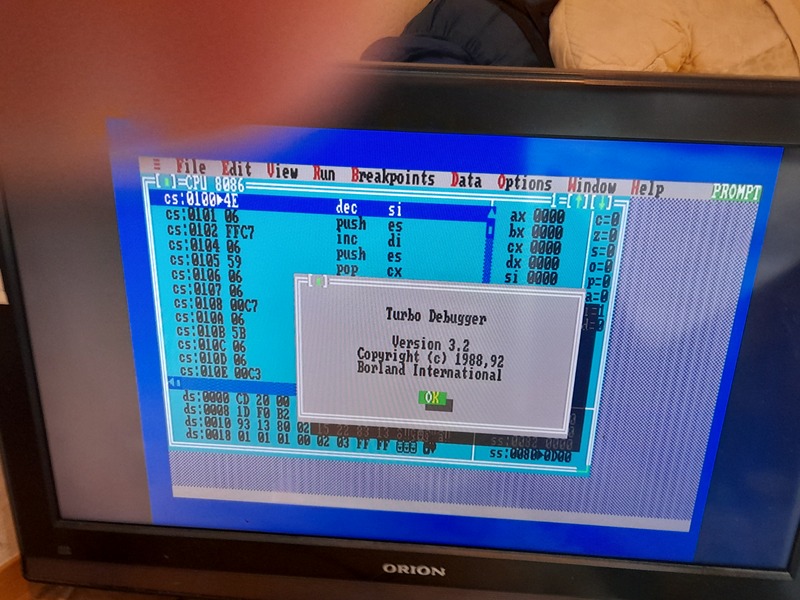 ≡ File Edit View Run Breakpoints Data Options Window Help PROMPT
CPU 8086 1
cs:0100 4E dec si ax 0000 c=0
cs:0101 06 push es bx 0000 z=0
cs:0102 FFC7 inc di cx 0000 s=0
cs:0104 06 push es dx 0000 o=0
cs:0105 59 pop cx si 0000 p=0
cs:0106 06
cs:0107 06
cs:0108 00C7
cs:010A 06
cs:010B 5B
cs:010C 06
cs:010D 06
cs:010E 00C3
Turbo Debugger
Version 3.2
Copyright (c) 1988,92
Borland International
OK
ds:0000 CD 20 00
ds:0008 1D F0 B2
ds:0010 93 13 80 02
ds:0018 01 01 01 00 02 03 FF FF
ss:0080 0D00
ORION